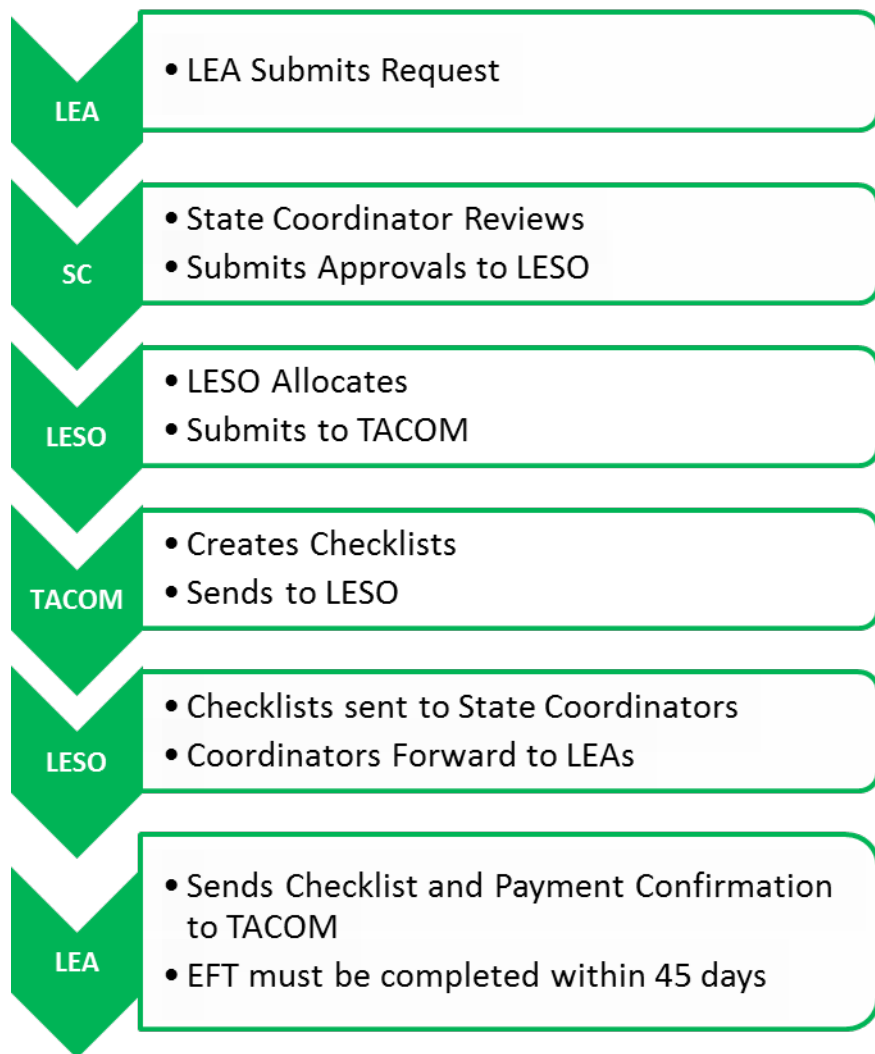 LEA
• LEA Submits Request
SC
• State Coordinator Reviews
• Submits Approvals to LESO
LESO
• LESO Allocates
• Submits to TACOM
TACOM
• Creates Checklists
• Sends to LESO
LESO
• Checklists sent to State Coordinators
• Coordinators Forward to LEAs
LEA
• Sends Checklist and Payment Confirmation
to TACOM
• EFT must be completed within 45 days